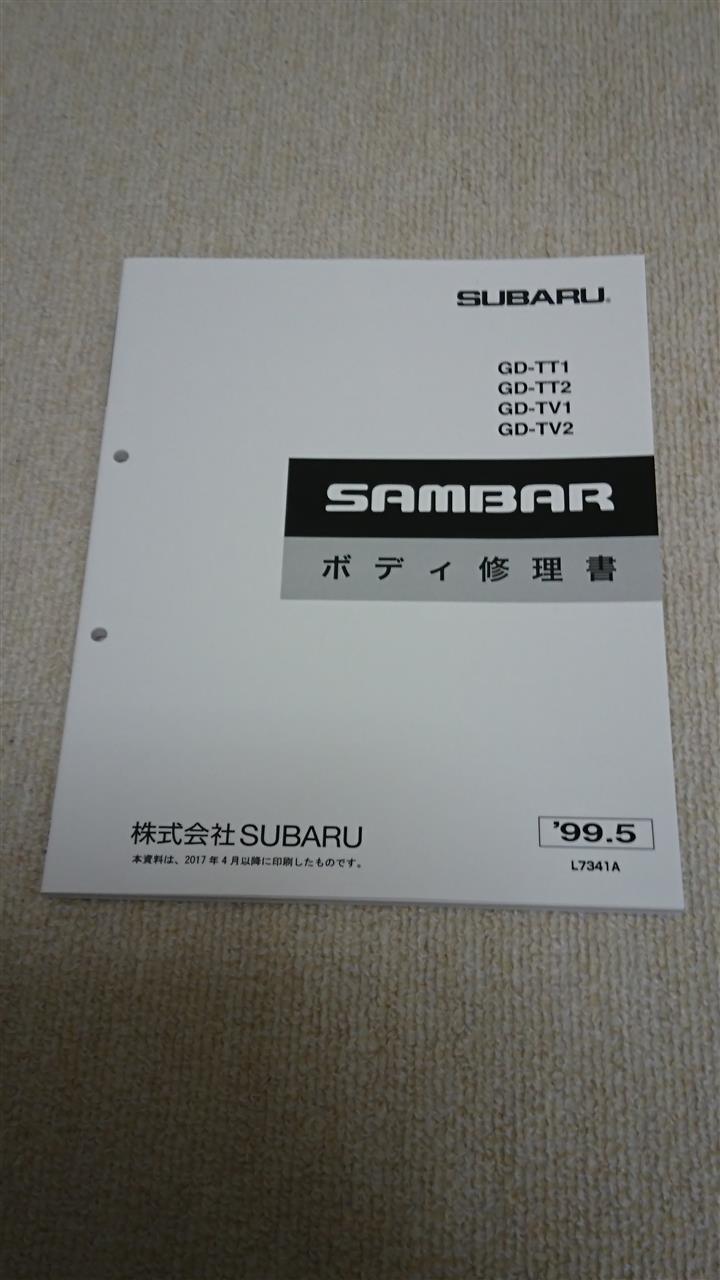 SUBARU®
GD-TT1
GD-TT2
GD-TV1
GD-TV2
SAMBAR
ボディ修理書
株式会社SUBARU
本資料は、2017年4月以降に印刷したものです。
'99.5
L7341A